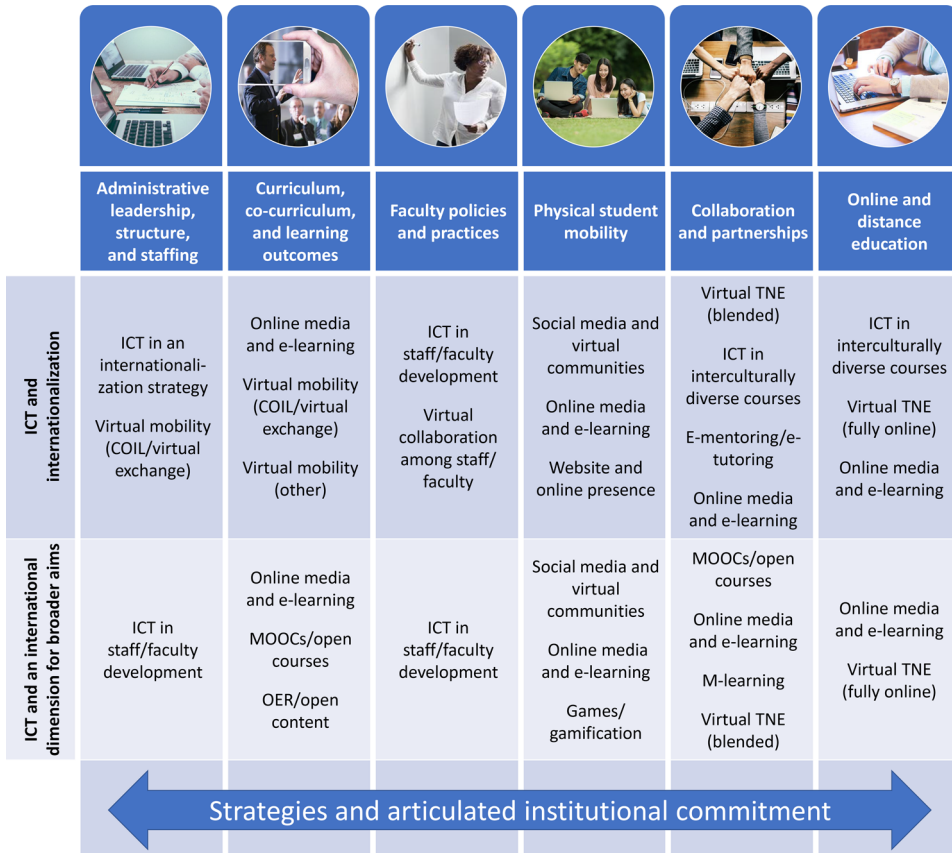 Administrative
leadership,
structure,
and staffing
Curriculum,
co-curriculum,
and learning
outcomes
Faculty policies
and practices
Physical student
mobility
Collaboration
and partnerships
Online and
distance
education
ICT and
internationalization
ICT in an
internationali-
zation strategy
Virtual mobility
(COIL/virtual
exchange)
Online media
and e-learning
Virtual mobility
(COIL/virtual
exchange)
Virtual mobility
(other)
ICT in
staff/faculty
development
Virtual
collaboration
among staff/
faculty
Social media and
virtual
communities
Online media
and e-learning
Website and
online presence
Virtual TNE
(blended)
ICT in
interculturally
diverse courses
E-mentoring/e-
tutoring
Online media
and e-learning
ICT in
interculturally
diverse courses
Virtual TNE
(fully online)
Online media
and e-learning
ICT and an international
dimension for broader aims
ICT in
staff/faculty
development
Online media
and e-learning
MOOCs/open
courses
OER/open
content
ICT in
staff/faculty
development
Social media and
virtual
communities
Online media
and e-learning
Games/
gamification
MOOCs/open
courses
Online media
and e-learning
M-learning
Virtual TNE
(blended)
Online media
and e-learning
Virtual TNE
(fully online)
Strategies and articulated institutional commitment